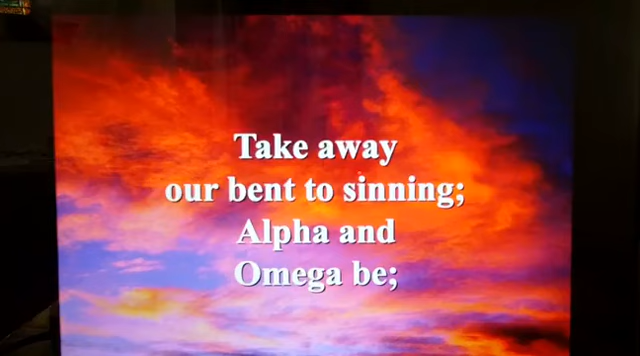 Take away
our bent to sinning;
Alpha and
Omega be;